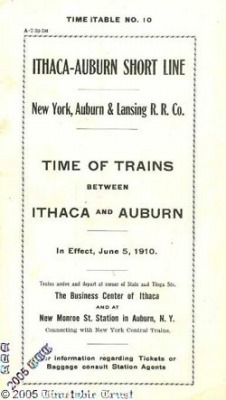 TIME TABLE NO. 10
ITHACA-AUBURN SHORT LINE
New York, Auburn & Lansing R. R. Co.
TIME OF TRAINS
BETWEEN
ITHACA AND AUBURN
In Effect, June 5, 1910.
Trains arrive and depart at corner of State and Tioga Sts.
The Business Center of Ithaca
AND AT
New Monroe St. Station in Auburn, N. Y.
Connecting with New York Central Trains.
For information regarding Tickets or
Baggage consult Station Agents
© 2005 Timetable Trust